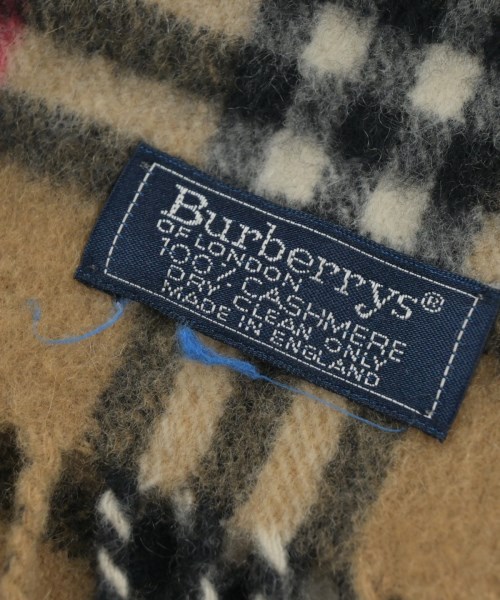 Burberrys®
OF LONDON
100% CASHMERE
DRY CLEAN ONLY
MADE IN ENGLAND